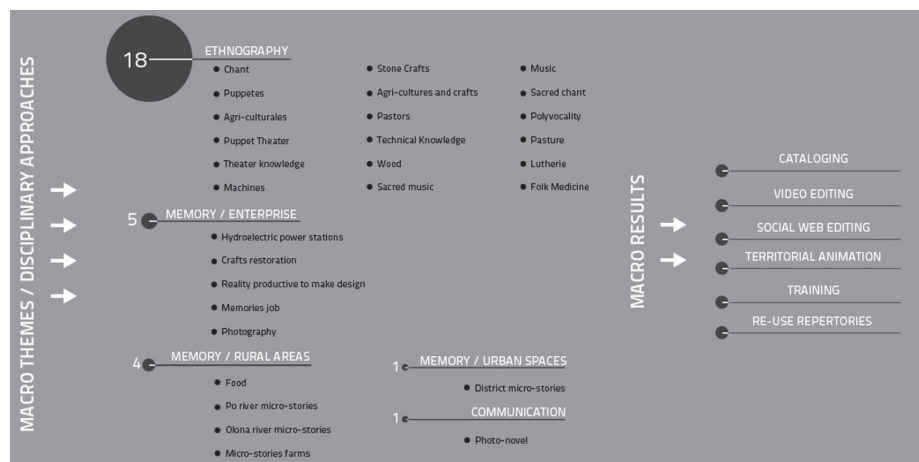 MACRO THEMES / DISCIPLINARY APPROACHES
18
ETHNOGRAPHY
Chant
Puppetes
Agri-culturales
Puppet Theater
Theater knowledge
Machines
Stone Crafts
Agri-cultures and crafts
Pastors
Technical Knowledge
Wood
Sacred music
Music
Sacred chant
Polyvocality
Pasture
Lutherie
Folk Medicine
5
MEMORY / ENTERPRISE
Hydroelectric power stations
Crafts restoration
Reality productive to make design
Memories job
Photography
4
MEMORY / RURAL AREAS
Food
Po river micro-stories
Olona river micro-stories
Micro-stories farms
1
MEMORY / URBAN SPACES
District micro-stories
1
COMMUNICATION
Photo-novel
MACRO RESULTS
CATALOGING
VIDEO EDITING
SOCIAL WEB EDITING
TERRITORIAL ANIMATION
TRAINING
RE-USE REPERTORIES